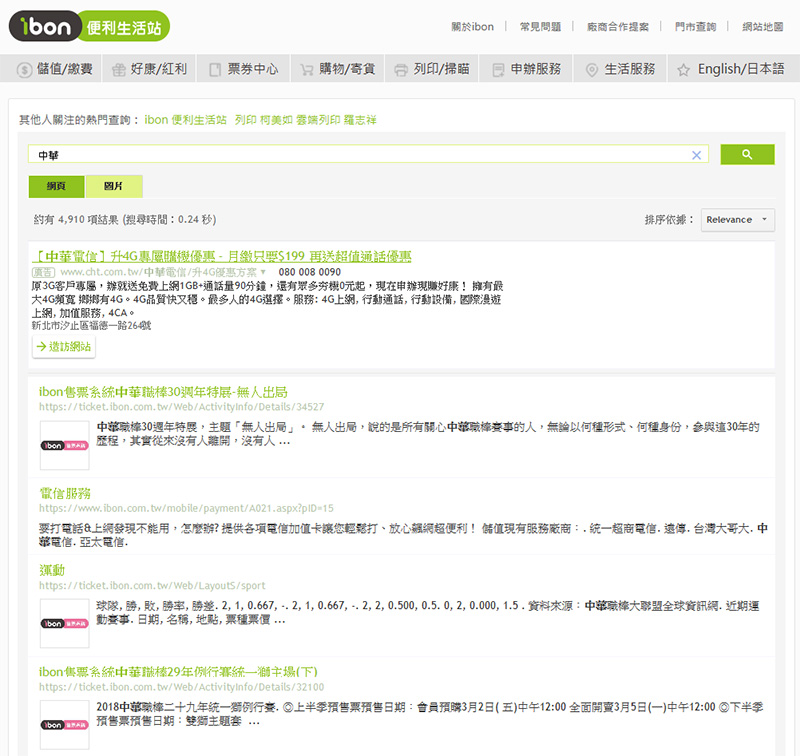 ibon 便利生活站
關於ibon 常見問題 廠商合作提案 門市查詢 網站地圖
儲值/繳費 好康/紅利 票券中心 購物/寄貨 列印/掃瞄 申辦服務 生活服務 English/日本語
其他人關注的熱門查詢： ibon 便利生活站 列印 柯美如 雲端列印 羅志祥
中華
網頁 圖片
約有 4,910 項結果 (搜尋時間：0.24 秒) 排序依據： Relevance
［中華電信］升4G專屬購機優惠 - 月繳只要$199 再送超值通話優惠
廣告 www.cht.com.tw/中華電信/升4G優惠方案 080 008 0090
原3G客戶專屬，辦就送免費上網1GB+通話量90分鐘，還有眾多夯機0元起，現在申辦現賺好康！ 擁有最
大4G頻寬 鄉鄉有4G。4G品質快又穩。最多人的4G選擇。服務: 4G上網, 行動通話, 行動設備, 國際漫遊
上網, 加值服務, 4CA。
新北市汐止區福德一路264號
造訪網站
ibon售票系統中華職棒30週年特展-無人出局
https://ticket.ibon.com.tw/Web/ActivityInfo/Details/34527
ibon 售票系統
中華職棒30週年特展，主題「無人出局」。 無人出局，說的是所有關心中華職棒賽事的人，無論以何種形式、何種身份，參與這30年的
歷程，其實從來沒有人離開，沒有人 ...
電信服務
https://www.ibon.com.tw/mobile/payment/A021.aspx?pID=15
要打電話&上網發現不能用，怎麼辦? 提供各項電信加值卡讓您輕鬆打、放心飆網超便利！ 儲值現有服務廠商：. 統一超商電信. 遠傳. 台灣大哥大. 中
華電信. 亞太電信.
運動
https://ticket.ibon.com.tw/Web/LayoutS/sport
ibon 售票系統
球隊, 勝, 敗, 勝率, 勝差. 2, 1, 0.667, -. 2, 1, 0.667, -. 2, 2, 0.500, 0.5. 0, 2, 0.000, 1.5 . 資料來源：中華職棒大聯盟全球資訊網. 近期運
動賽事. 日期, 名稱, 地點, 票種票價 ...
ibon售票系統中華職棒29年例行賽統一獅主場(下)
https://ticket.ibon.com.tw/Web/ActivityInfo/Details/32100
ibon 售票系統
2018中華職棒二十九年統一獅例行賽. ◎上半季預售票預售日期：會員預購3月2日( 五)中午12:00 全面開賣3月5日(一)中午12:00 ◎下半季
預售票預售日期：雙獅主題套 ...